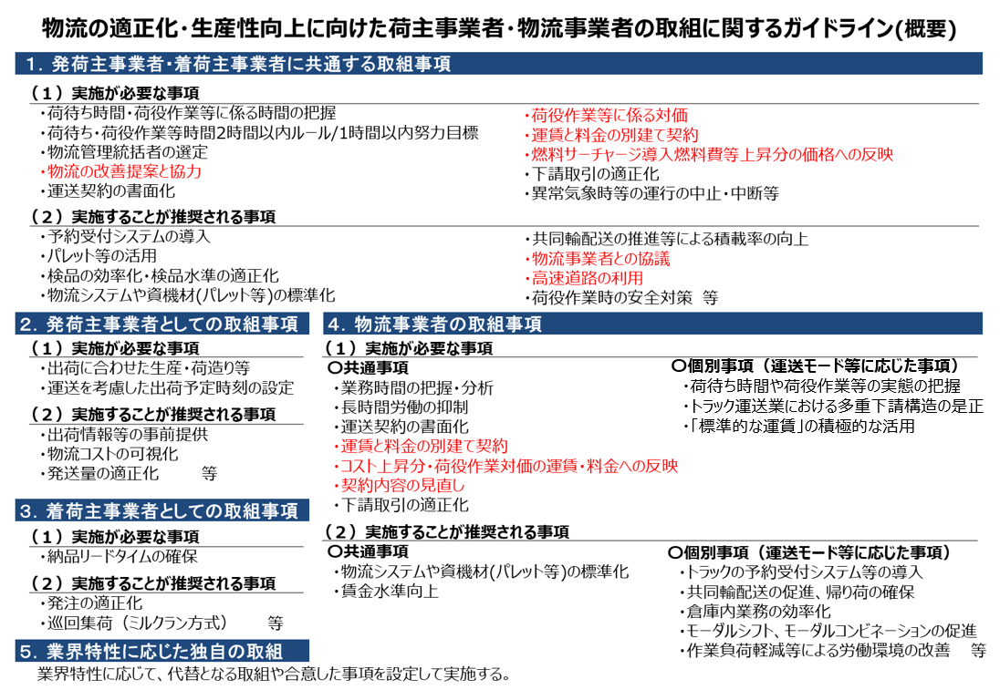 物流の適正化・生産性向上に向けた荷主事業者・物流事業者の取組に関するガイドライン(概要)
１．発荷主事業者・着荷主事業者に共通する取組事項
（１）実施が必要な事項
・荷待ち時間・荷役作業等に係る時間の把握
・荷待ち・荷役作業等時間2時間以内ルール/1時間以内努力目標
・物流管理統括者の選定
・物流の改善提案と協力
・運送契約の書面化
・荷役作業等に係る対価
・運賃と料金の別建て契約
・燃料サーチャージ導入燃料費等上昇分の価格への反映
・下請取引の適正化
・異常気象時等の運行の中止・中断等
（２）実施することが推奨される事項
・予約受付システムの導入
・パレット等の活用
・検品の効率化・検品水準の適正化
・物流システムや資機材(パレット等)の標準化
・共同輸配送の推進等による積載率の向上
・物流事業者との協議
・高速道路の利用
・荷役作業時の安全対策 等
２．発荷主事業者としての取組事項
（１）実施が必要な事項
・出荷に合わせた生産・荷造り等
・運送を考慮した出荷予定時刻の設定
（２）実施することが推奨される事項
・出荷情報等の事前提供
・物流コストの可視化
・発送量の適正化 等
３．着荷主事業者としての取組事項
（１）実施が必要な事項
・納品リードタイムの確保
（２）実施することが推奨される事項
・発注の適正化
・巡回集荷（ミルクラン方式） 等
４．物流事業者の取組事項
（１）実施が必要な事項
〇共通事項
・業務時間の把握・分析
・長時間労働の抑制
・運送契約の書面化
・運賃と料金の別建て契約
・コスト上昇分・荷役作業対価の運賃・料金への反映
・契約内容の見直し
・下請取引の適正化
〇個別事項（運送モード等に応じた事項）
・荷待ち時間や荷役作業等の実態の把握
・トラック運送業における多重下請構造の是正
・「標準的な運賃」の積極的な活用
（２）実施することが推奨される事項
〇共通事項
・物流システムや資機材(パレット等)の標準化
・賃金水準向上
〇個別事項（運送モード等に応じた事項）
・トラックの予約受付システム等の導入
・共同輸配送の促進、帰り荷の確保
・倉庫内業務の効率化
・モーダルシフト、モーダルコンビネーションの促進
・作業負荷軽減等による労働環境の改善 等
５．業界特性に応じた独自の取組
業界特性に応じて、代替となる取組や合意した事項を設定して実施する。